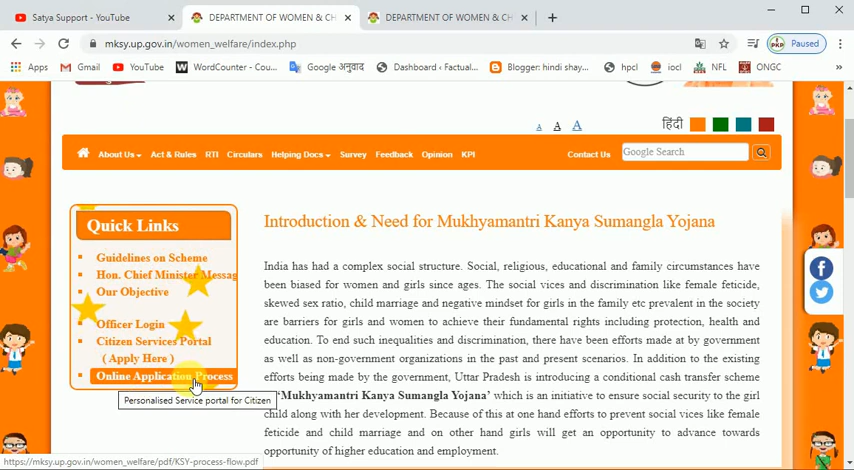 Satya Support - YouTube
DEPARTMENT OF WOMEN & CH
DEPARTMENT OF WOMEN & CH
mksy.up.gov.in/women_welfare/index.php
PKP
Paused
Apps
Gmail
YouTube
W WordCounter - Cou...
Google अनुवाद
Dashboard ‹ Factual...
Blogger: hindi shay...
hpcl
iocl
NFL
ONGC
»
A A A
हिंदी
About Us
Act & Rules
RTI
Circulars
Helping Docs
Survey
Feedback
Opinion
KPI
Contact Us
Google Search
Quick Links
Guidelines on Scheme
Hon. Chief Minister Messag
Our Objective
Officer Login
Citizen Services Portal
( Apply Here )
Online Application Process
Personalised Service portal for Citizen
Introduction & Need for Mukhyamantri Kanya Sumangla Yojana
India has had a complex social structure. Social, religious, educational and family circumstances have
been biased for women and girls since ages. The social vices and discrimination like female feticide,
skewed sex ratio, child marriage and negative mindset for girls in the family etc prevalent in the society
are barriers for girls and women to achieve their fundamental rights including protection, health and
education. To end such inequalities and discrimination, there have been efforts made at by government
as well as non-government organizations in the past and present scenarios. In addition to the existing
efforts being made by the government, Uttar Pradesh is introducing a conditional cash transfer scheme
'Mukhyamantri Kanya Sumangla Yojana' which is an initiative to ensure social security to the girl
child along with her development. Because of this at one hand efforts to prevent social vices like female
feticide and child marriage and on other hand girls will get an opportunity to advance towards
opportunity of higher education and employment.
https://mksy.up.gov.in/women_welfare/pdf/KSY-process-flow.pdf